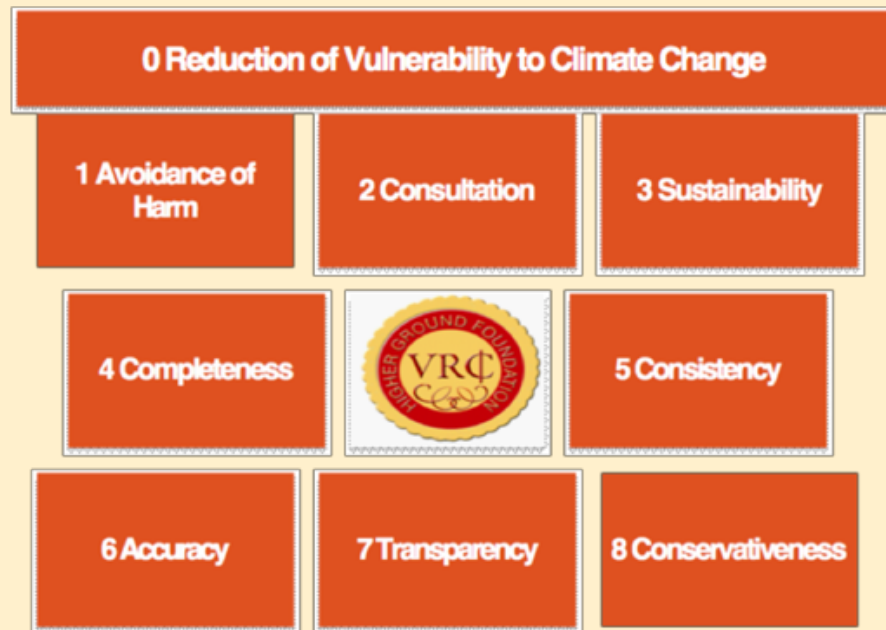 0 Reduction of Vulnerability to Climate Change
1 Avoidance of
Harm
2 Consultation
3 Sustainability
4 Completeness
HIGHER GROUND FOUNDATION
VR₵
5 Consistency
6 Accuracy
7 Transparency
8 Conservativeness